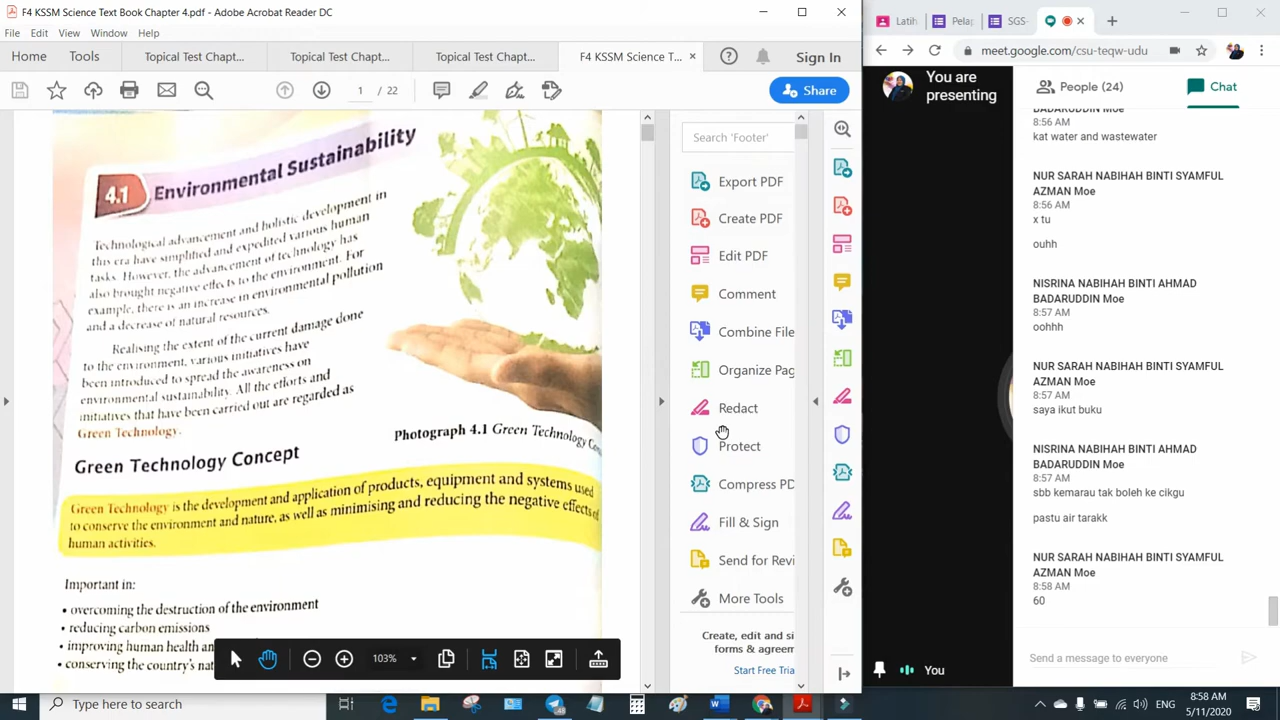 F4 KSSM Science Text Book Chapter 4.pdf - Adobe Acrobat Reader DC
File Edit View Window Help
Home Tools Topical Test Chapt... Topical Test Chapt... Topical Test Chapt... F4 KSSM Science T... Sign In
1 / 22
Share
4.1 Environmental Sustainability
Technological advancement and holistic development in
this era have simplified and expedited various human
tasks. However, the advancement of technology has
also brought negative effects to the environment. For
example, there is an increase in environmental pollution
and a decrease of natural resources.
Realising the extent of the current damage done
to the environment, various initiatives have
been introduced to spread the awareness on
environmental sustainability. All the efforts and
initiatives that have been carried out are regarded as
Green Technology.
Photograph 4.1 Green Technology Con
Green Technology Concept
Green Technology is the development and application of products, equipment and systems used
to conserve the environment and nature, as well as minimising and reducing the negative effects of
human activities.
Important in:
• overcoming the destruction of the environment
• reducing carbon emissions
• improving human health an
• conserving the country's nat
103%
Search 'Footer'
Export PDF
Create PDF
Edit PDF
Comment
Combine File
Organize Pag
Redact
Protect
Compress PD
Fill & Sign
Send for Revi
More Tools
Create, edit and si
forms & agreem
Start Free Tria
Latih Pelaj SGS-
meet.google.com/csu-teqw-udu
You are
presenting
People (24) Chat
BADARUDDIN Moe
8:56 AM
kat water and wastewater
NUR SARAH NABIHAH BINTI SYAMFUL
AZMAN Moe
8:56 AM
x tu
ouhh
NISRINA NABIHAH BINTI AHMAD
BADARUDDIN Moe
8:57 AM
oohhh
NUR SARAH NABIHAH BINTI SYAMFUL
AZMAN Moe
8:57 AM
saya ikut buku
NISRINA NABIHAH BINTI AHMAD
BADARUDDIN Moe
8:57 AM
sbb kemarau tak boleh ke cikgu
pastu air tarakk
NUR SARAH NABIHAH BINTI SYAMFUL
AZMAN Moe
8:58 AM
60
Send a message to everyone
You
Type here to search
ENG
8:58 AM
5/11/2020